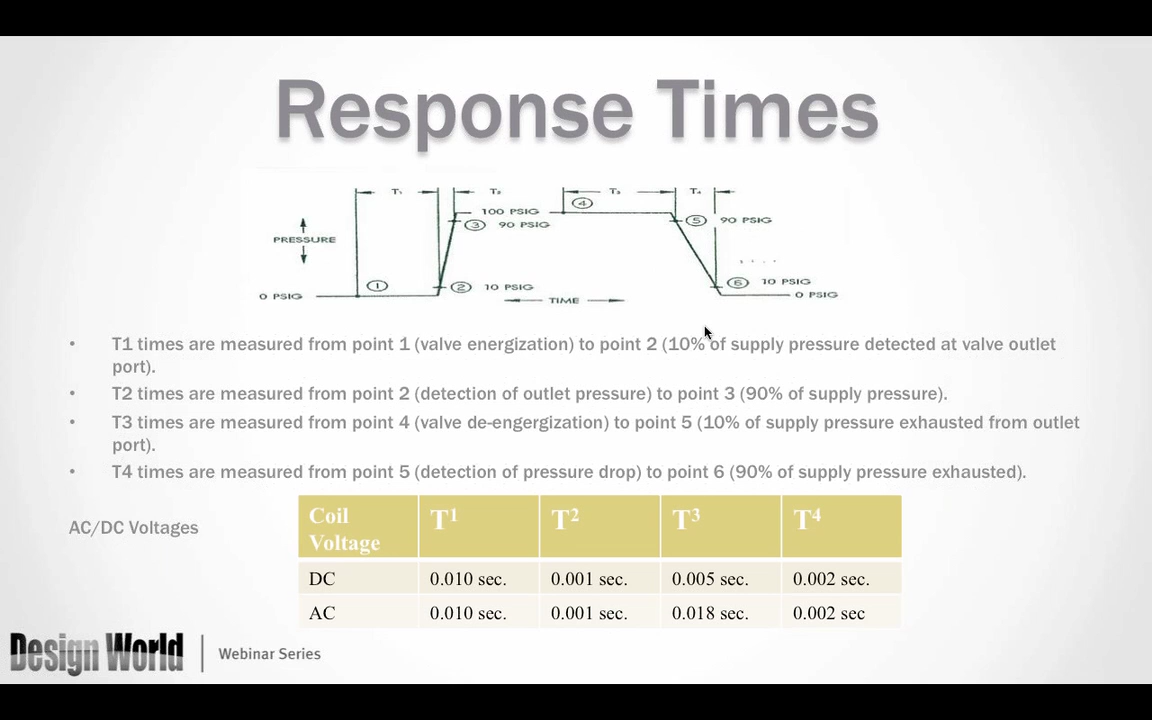 Response Times
T₁ T₂ T₃ T₄
④
100 PSIG
③ 90 PSIG
⑤ 90 PSIG
PRESSURE
① ② 10 PSIG
⑥ 10 PSIG
0 PSIG
TIME
0 PSIG
• T1 times are measured from point 1 (valve energization) to point 2 (10% of supply pressure detected at valve outlet
port).
• T2 times are measured from point 2 (detection of outlet pressure) to point 3 (90% of supply pressure).
• T3 times are measured from point 4 (valve de-engergization) to point 5 (10% of supply pressure exhausted from outlet
port).
• T4 times are measured from point 5 (detection of pressure drop) to point 6 (90% of supply pressure exhausted).
AC/DC Voltages
Coil
Voltage T¹ T² T³ T⁴
DC 0.010 sec. 0.001 sec. 0.005 sec. 0.002 sec.
AC 0.010 sec. 0.001 sec. 0.018 sec. 0.002 sec
Design World Webinar Series